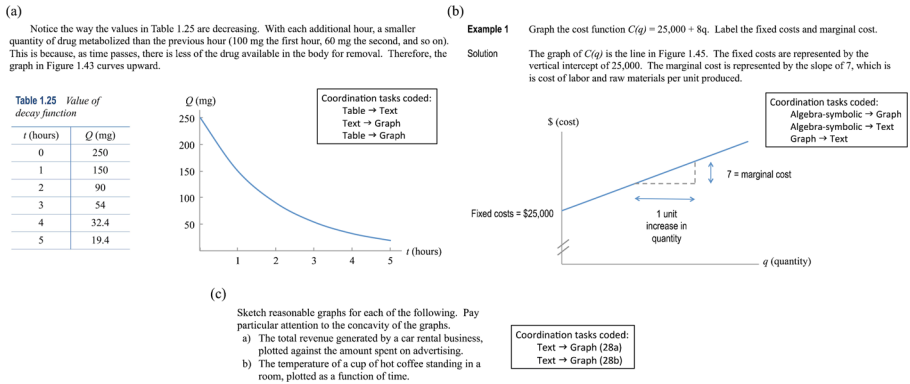 (a)
Notice the way the values in Table 1.25 are decreasing. With each additional hour, a smaller
quantity of drug metabolized than the previous hour (100 mg the first hour, 60 mg the second, and so on).
This is because, as time passes, there is less of the drug available in the body for removal. Therefore, the
graph in Figure 1.43 curves upward.
Table 1.25 Value of
decay function
t (hours) Q (mg)
0 250
1 150
2 90
3 54
4 32.4
5 19.4
Q (mg)
250
200
150
100
50
1 2 3 4 5
t (hours)
Coordination tasks coded:
Table → Text
Text → Graph
Table → Graph
(b)
Example 1 Graph the cost function C(q) = 25,000 + 8q. Label the fixed costs and marginal cost.
Solution The graph of C(q) is the line in Figure 1.45. The fixed costs are represented by the
vertical intercept of 25,000. The marginal cost is represented by the slope of 7, which is
is cost of labor and raw materials per unit produced.
Coordination tasks coded:
Algebra-symbolic → Graph
Algebra-symbolic → Text
Graph → Text
$ (cost)
7 = marginal cost
Fixed costs = $25,000
1 unit
increase in
quantity
q (quantity)
(c)
Sketch reasonable graphs for each of the following. Pay
particular attention to the concavity of the graphs.
a) The total revenue generated by a car rental business,
plotted against the amount spent on advertising.
b) The temperature of a cup of hot coffee standing in a
room, plotted as a function of time.
Coordination tasks coded:
Text → Graph (28a)
Text → Graph (28b)